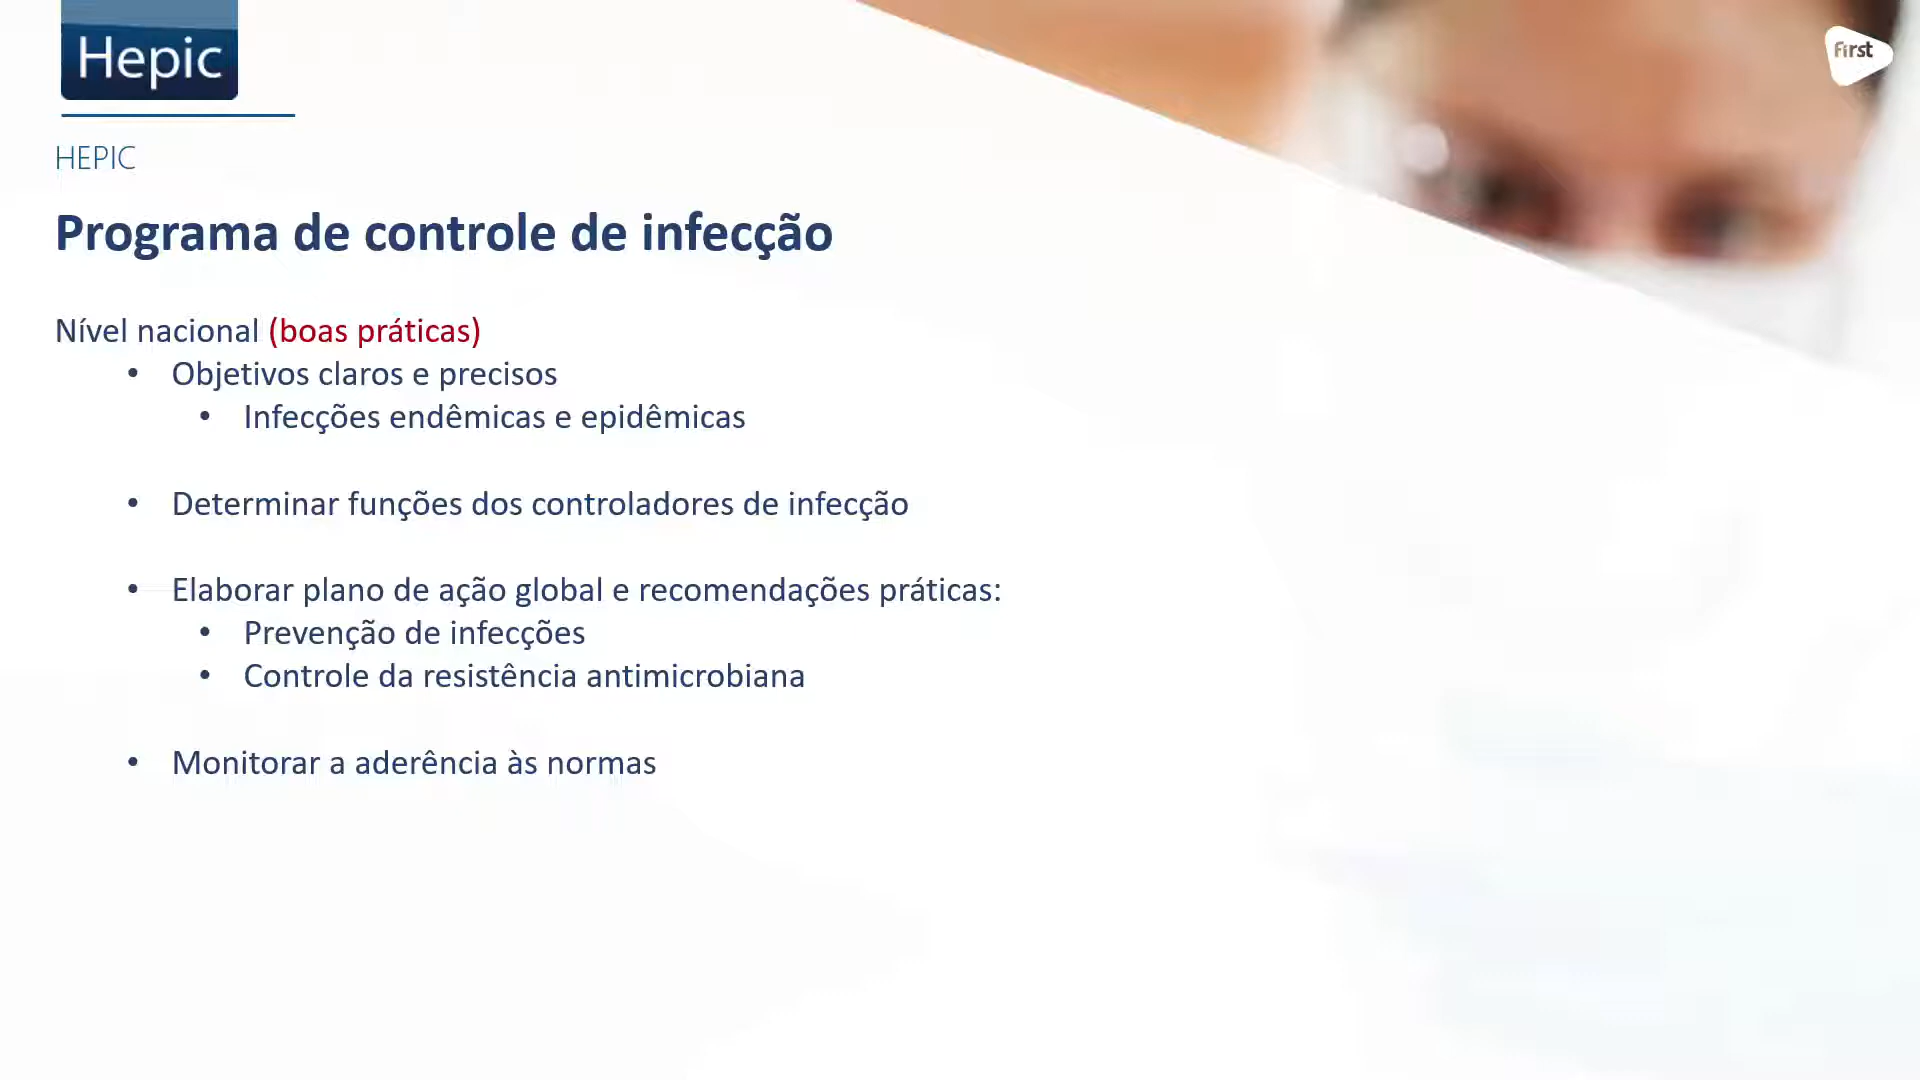 Hepic
First
HEPIC
Programa de controle de infecção
Nível nacional (boas práticas)
• Objetivos claros e precisos
• Infecções endêmicas e epidêmicas
• Determinar funções dos controladores de infecção
• Elaborar plano de ação global e recomendações práticas:
• Prevenção de infecções
• Controle da resistência antimicrobiana
• Monitorar a aderência às normas